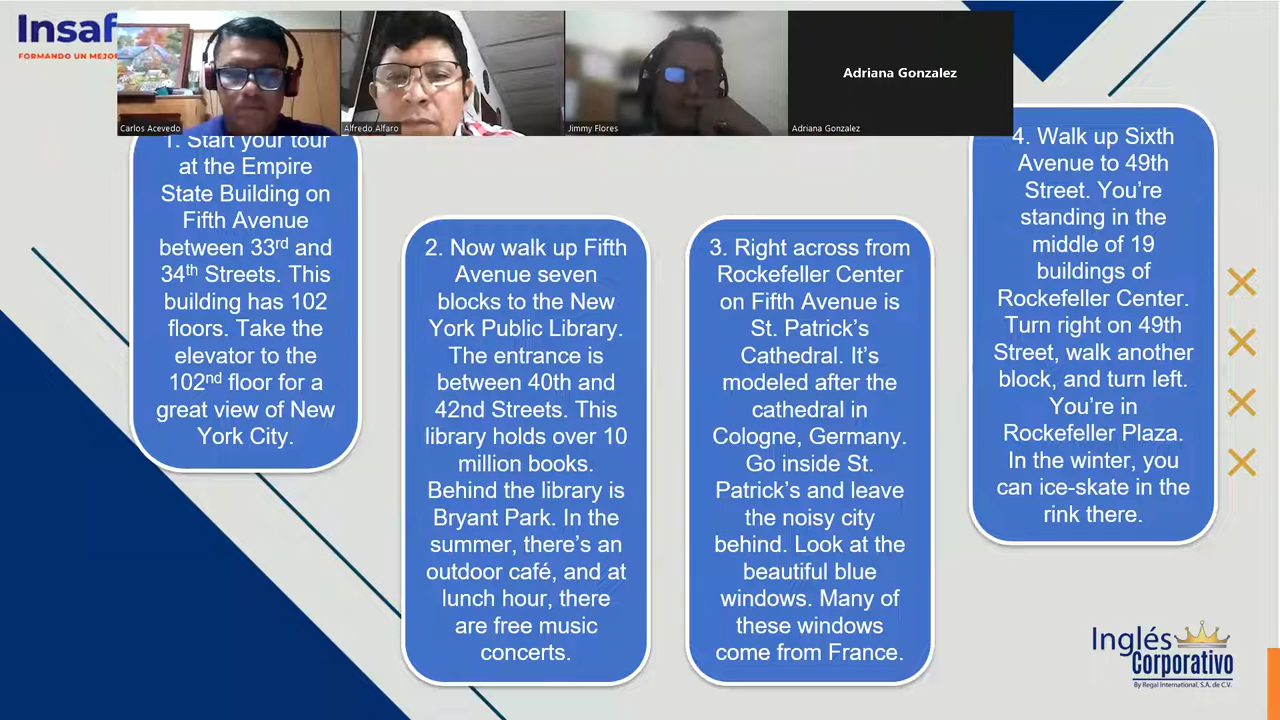 Insaf
FORMANDO UN MEJO
Carlos Acevedo
Alfredo Alfaro
Jimmy Flores
Adriana Gonzalez
Adriana Gonzalez
1. Start your tour
at the Empire
State Building on
Fifth Avenue
between 33rd and
34th Streets. This
building has 102
floors. Take the
elevator to the
102nd floor for a
great view of New
York City.
2. Now walk up Fifth
Avenue seven
blocks to the New
York Public Library.
The entrance is
between 40th and
42nd Streets. This
library holds over 10
million books.
Behind the library is
Bryant Park. In the
summer, there’s an
outdoor café, and at
lunch hour, there
are free music
concerts.
3. Right across from
Rockefeller Center
on Fifth Avenue is
St. Patrick’s
Cathedral. It’s
modeled after the
cathedral in
Cologne, Germany.
Go inside St.
Patrick’s and leave
the noisy city
behind. Look at the
beautiful blue
windows. Many of
these windows
come from France.
4. Walk up Sixth
Avenue to 49th
Street. You’re
standing in the
middle of 19
buildings of
Rockefeller Center.
Turn right on 49th
Street, walk another
block, and turn left.
You’re in
Rockefeller Plaza.
In the winter, you
can ice-skate in the
rink there.
Inglés
Corporativo
By Regal International, S.A. de C.V.